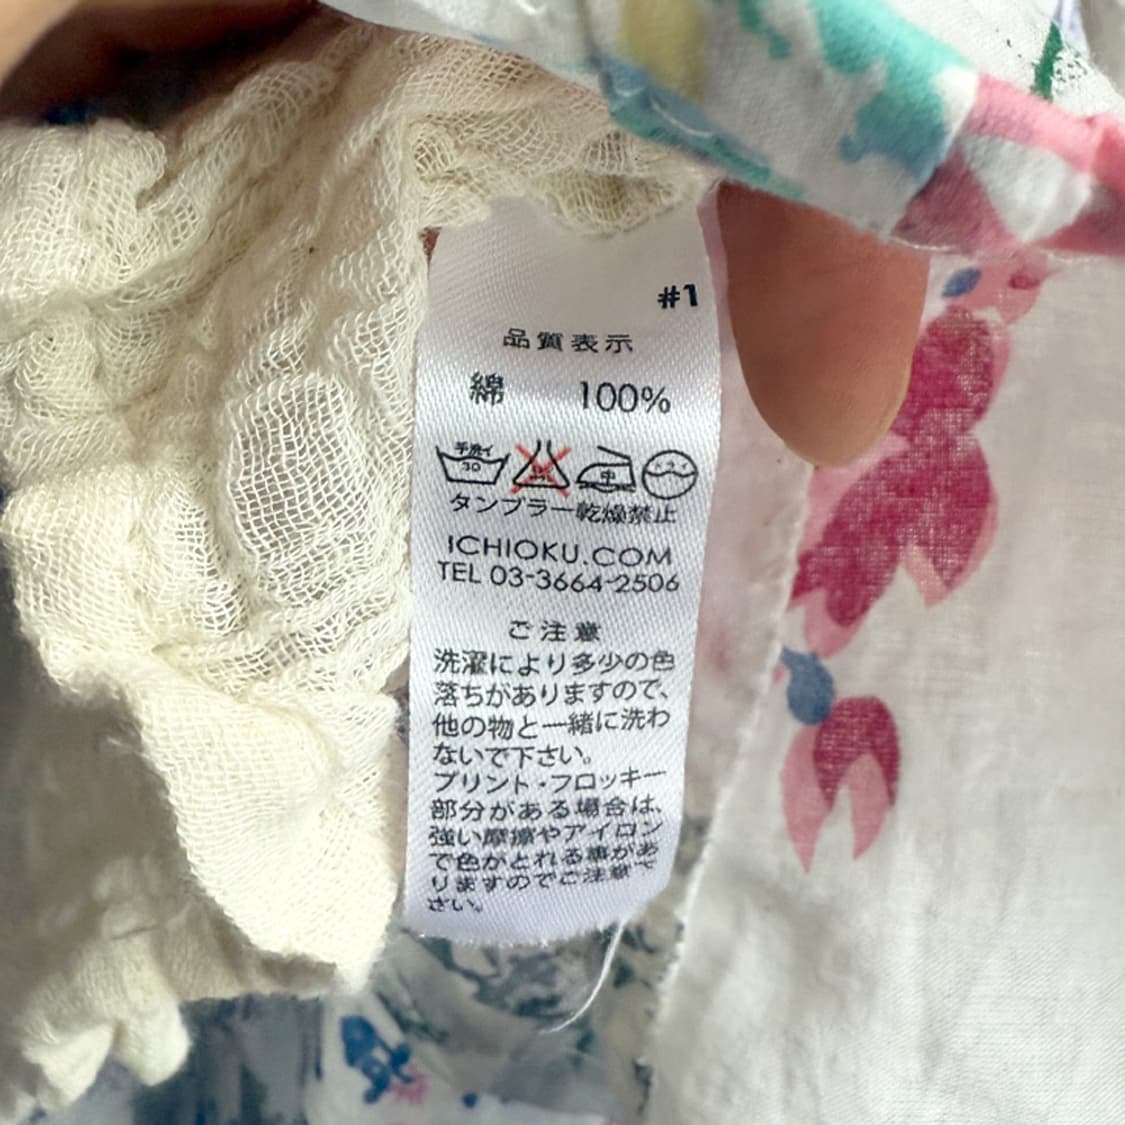 #1
品質表示
綿 100%
手洗イ
30
中
ドライ
タンブラー乾燥禁止
ICHIOKU.COM
TEL 03-3664-2506
ご注意
洗濯により多少の色
落ちがありますので、
他の物と一緒に洗わ
ないで下さい。
プリント・フロッキー
部分がある場合は、
強い摩擦やアイロン
で色がとれる事があ
りますのでご注意下
さい。